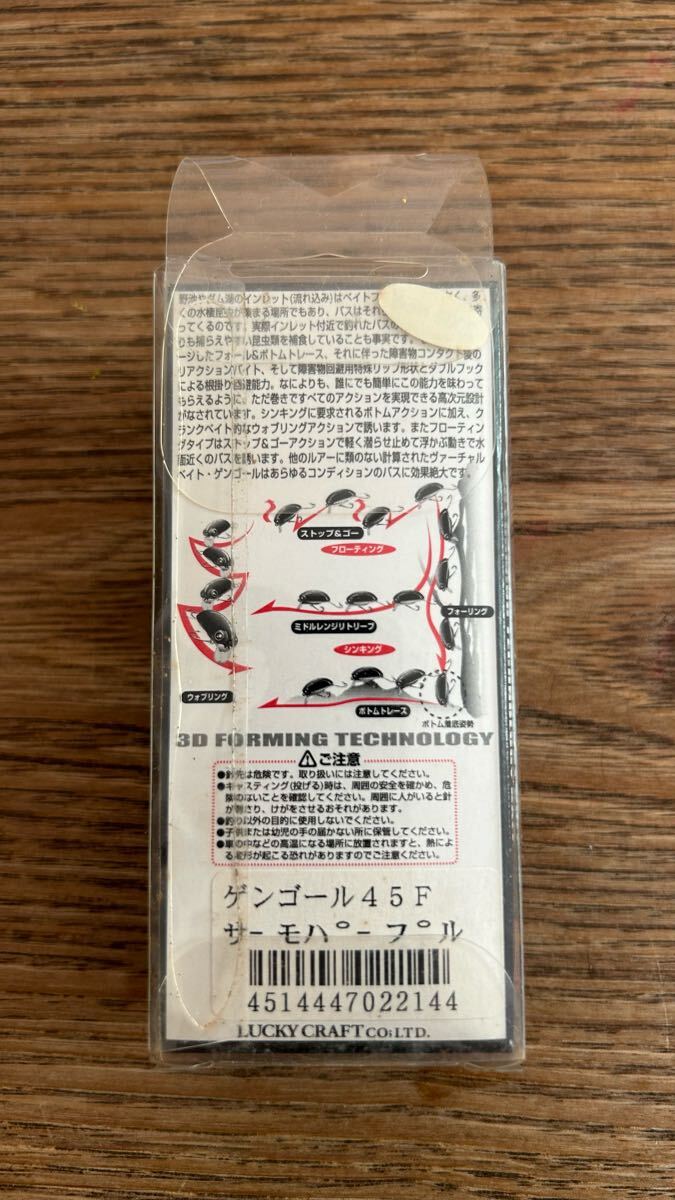 野池やダム湖のインレット(流れ込み)はベイトフ く、多
くの水棲昆虫が集まる場所でもあり、バスはそれ
ってくるのです。実際インレット付近で釣れたバスの
りも捕らえやすい昆虫類を補食していることも事実です。
ージしたフォール&ボトムトレース、それに伴った障害物コンタクト後の
リアクションバイト、そして障害物回避用特殊リップ形状とダブルフック
による根掛り回避能力。なによりも、誰にでも簡単にこの能力を味わって
もらえるように、ただ巻きですべてのアクションを実現できる高次元設計
がなされています。シンキングに要求されるボトムアクションに加え、ク
ランクベイト的なウォブリングアクションで誘います。またフローティン
グタイプはストップ&ゴーアクションで軽く潜らせ止めて浮かぶ動きで水
面近くのバスを誘います。他のルアーに類のない計算されたヴァーチャル
ベイト・ゲンゴールはあらゆるコンディションのバスに効果絶大です。
ストップ&ゴー
フローティング
フォーリング
ミドルレンジリトリーブ
シンキング
ウォブリング
ボトムトレース
ボトム着底姿勢
3D FORMING TECHNOLOGY
ご注意
●針先は危険です。取り扱いには注意してください。
●キャスティング(投げる)時は、周囲の安全を確かめ、危
険のないことを確認してください。周囲に人がいると針
が刺さり、けがをさせるおそれがあります。
●釣り以外の目的に使用しないでください。
●子供または幼児の手の届かない所に保管してください。
●車の中などの高温になる場所に放置されますと、熱によ
る変形が起こる恐れがありますのでご注意ください。
ゲンゴール45F
サーモパープル
4514447022144
LUCKY CRAFT CO.,LTD.